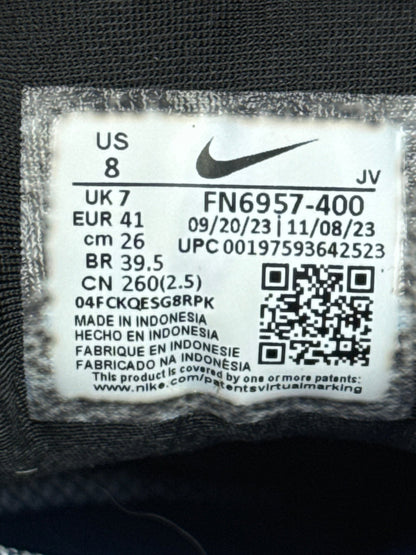 US
8
JV
UK 7
EUR 41
cm 26
BR 39.5
CN 260(2.5)
04FCKQESG8RPK
FN6957-400
09/20/23 | 11/08/23
UPC 00197593642523
MADE IN INDONESIA
HECHO EN INDONESIA
FABRIQUE EN INDONESIE
FABRICADO NA INDONÉSIA
This product is covered by one or more patents:
www.nike.com/patentsvirtualmarking